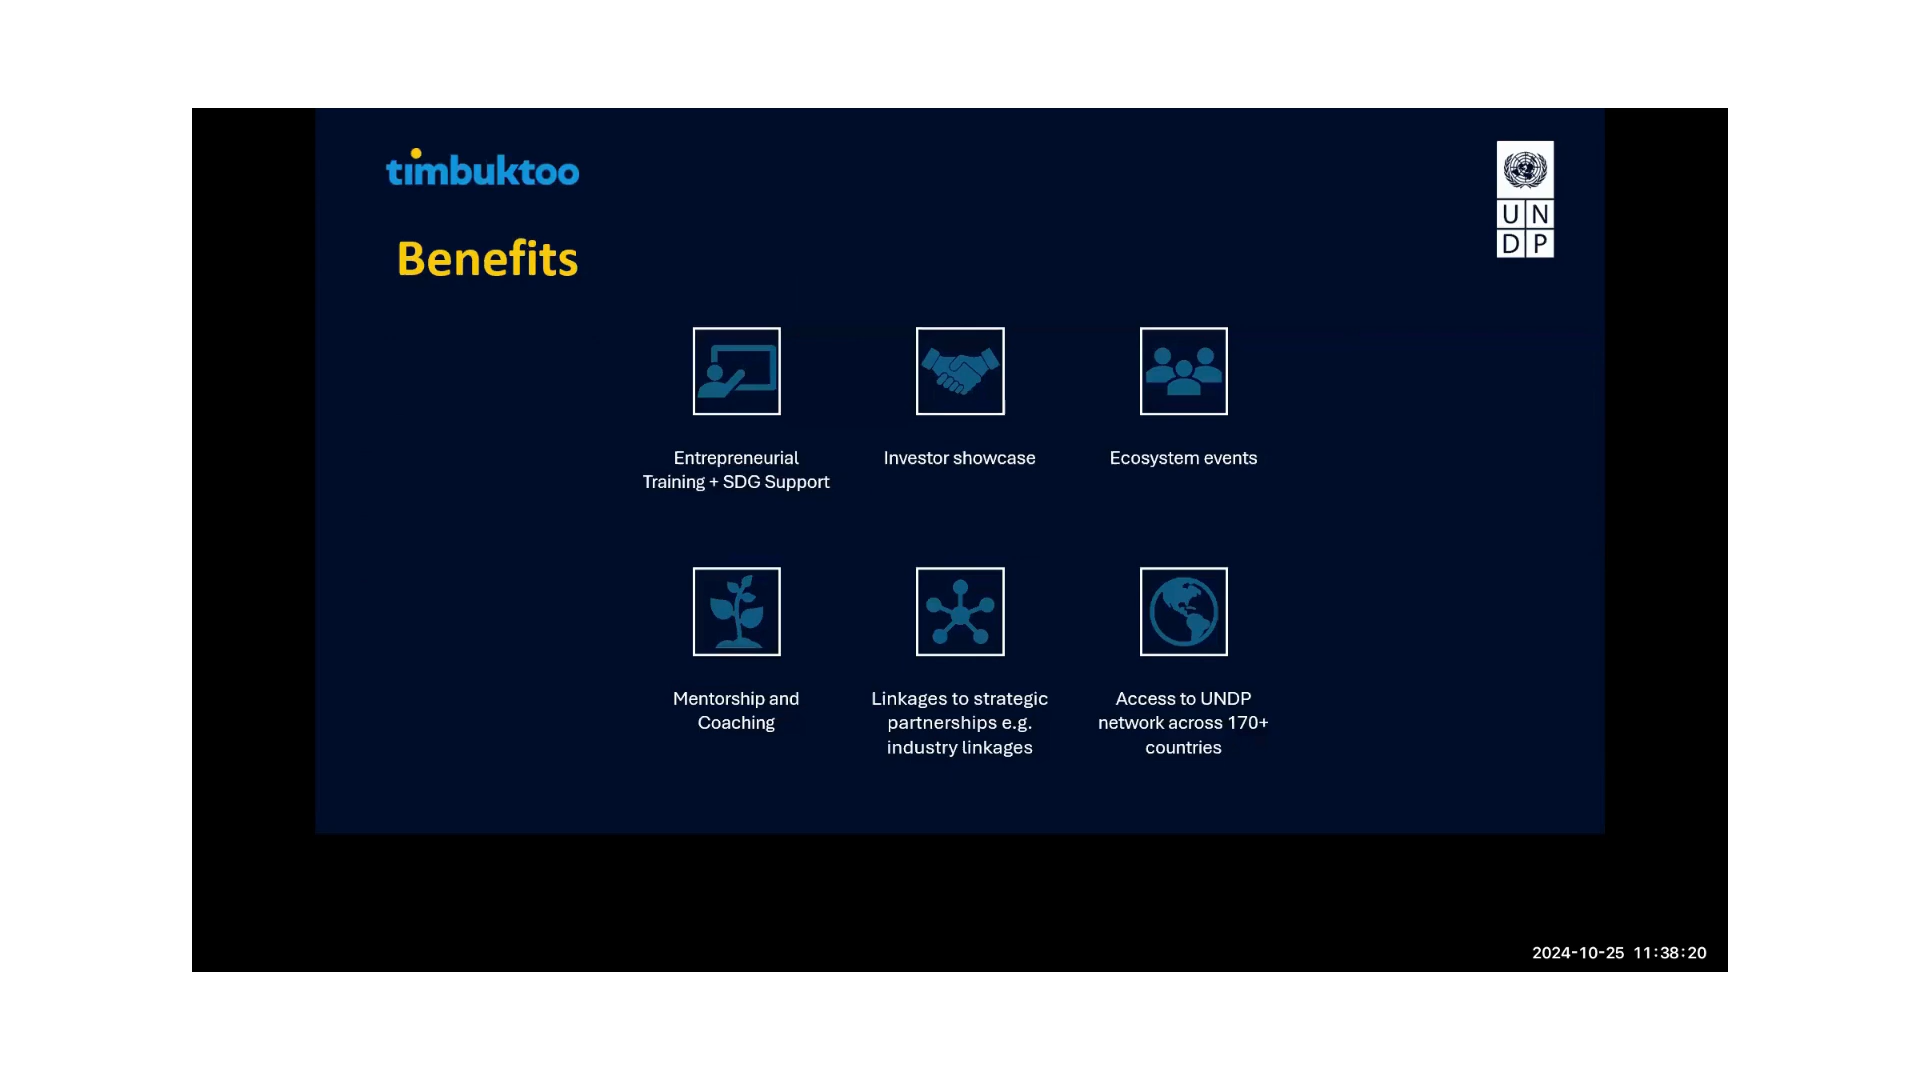 timbuktoo
U N
D P
Benefits
Entrepreneurial
Training + SDG Support
Investor showcase
Ecosystem events
Mentorship and
Coaching
Linkages to strategic
partnerships e.g.
industry linkages
Access to UNDP
network across 170+
countries
2024-10-25 11:38:20